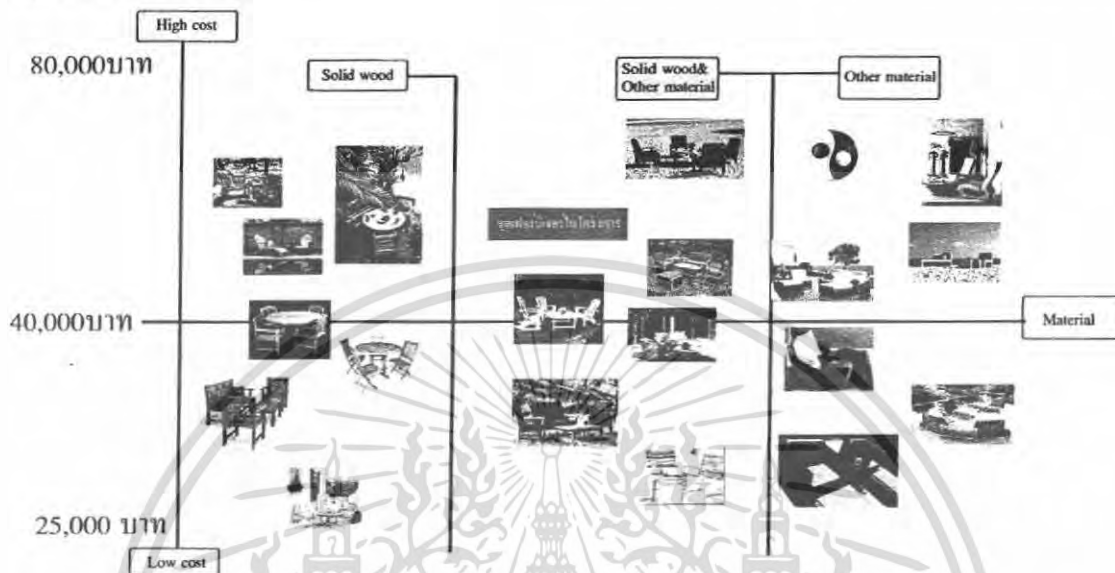 High cost
80,000บาท
Solid wood
Solid wood&
Other material
Other material
40,000บาท
Material
25,000 บาท
Low cost